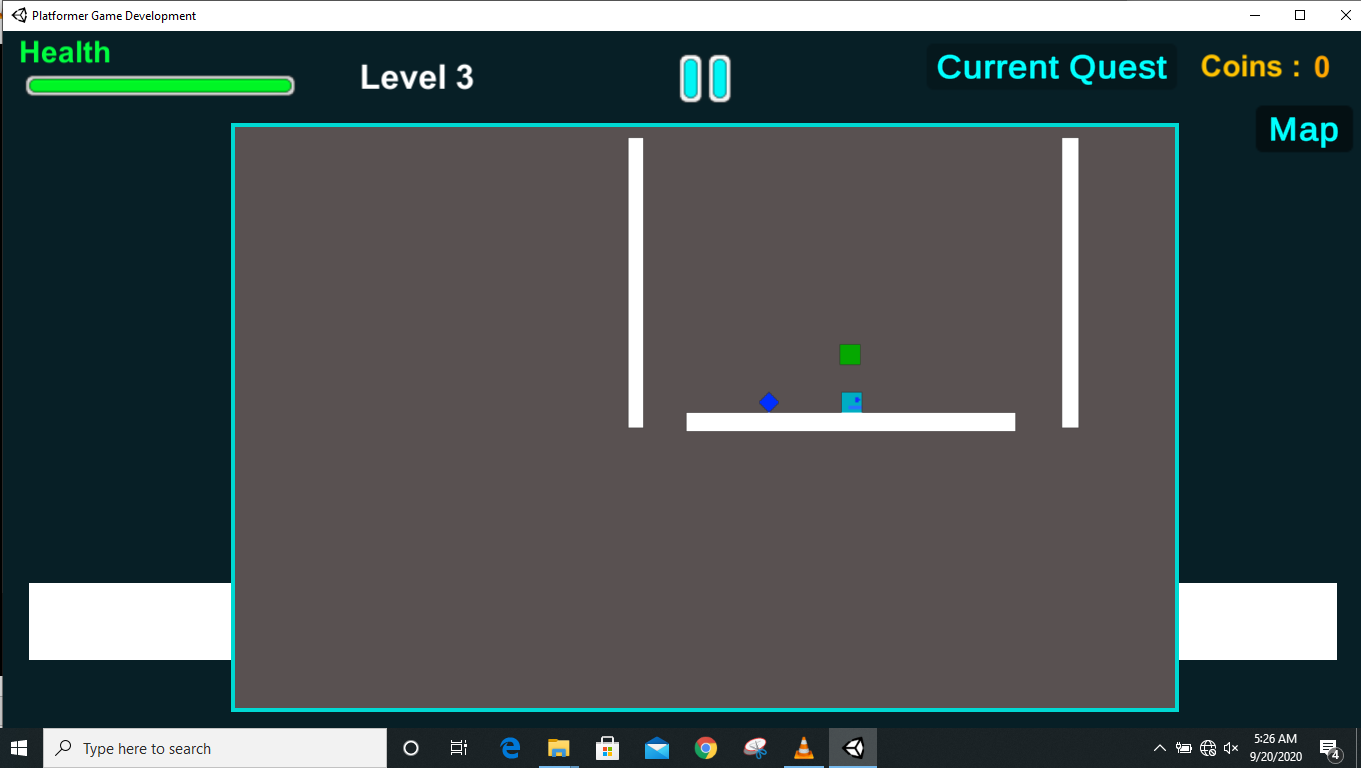 Platformer Game Development
Health
Level 3
Current Quest
Coins : 0
Map
Type here to search
5:26 AM
9/20/2020
4